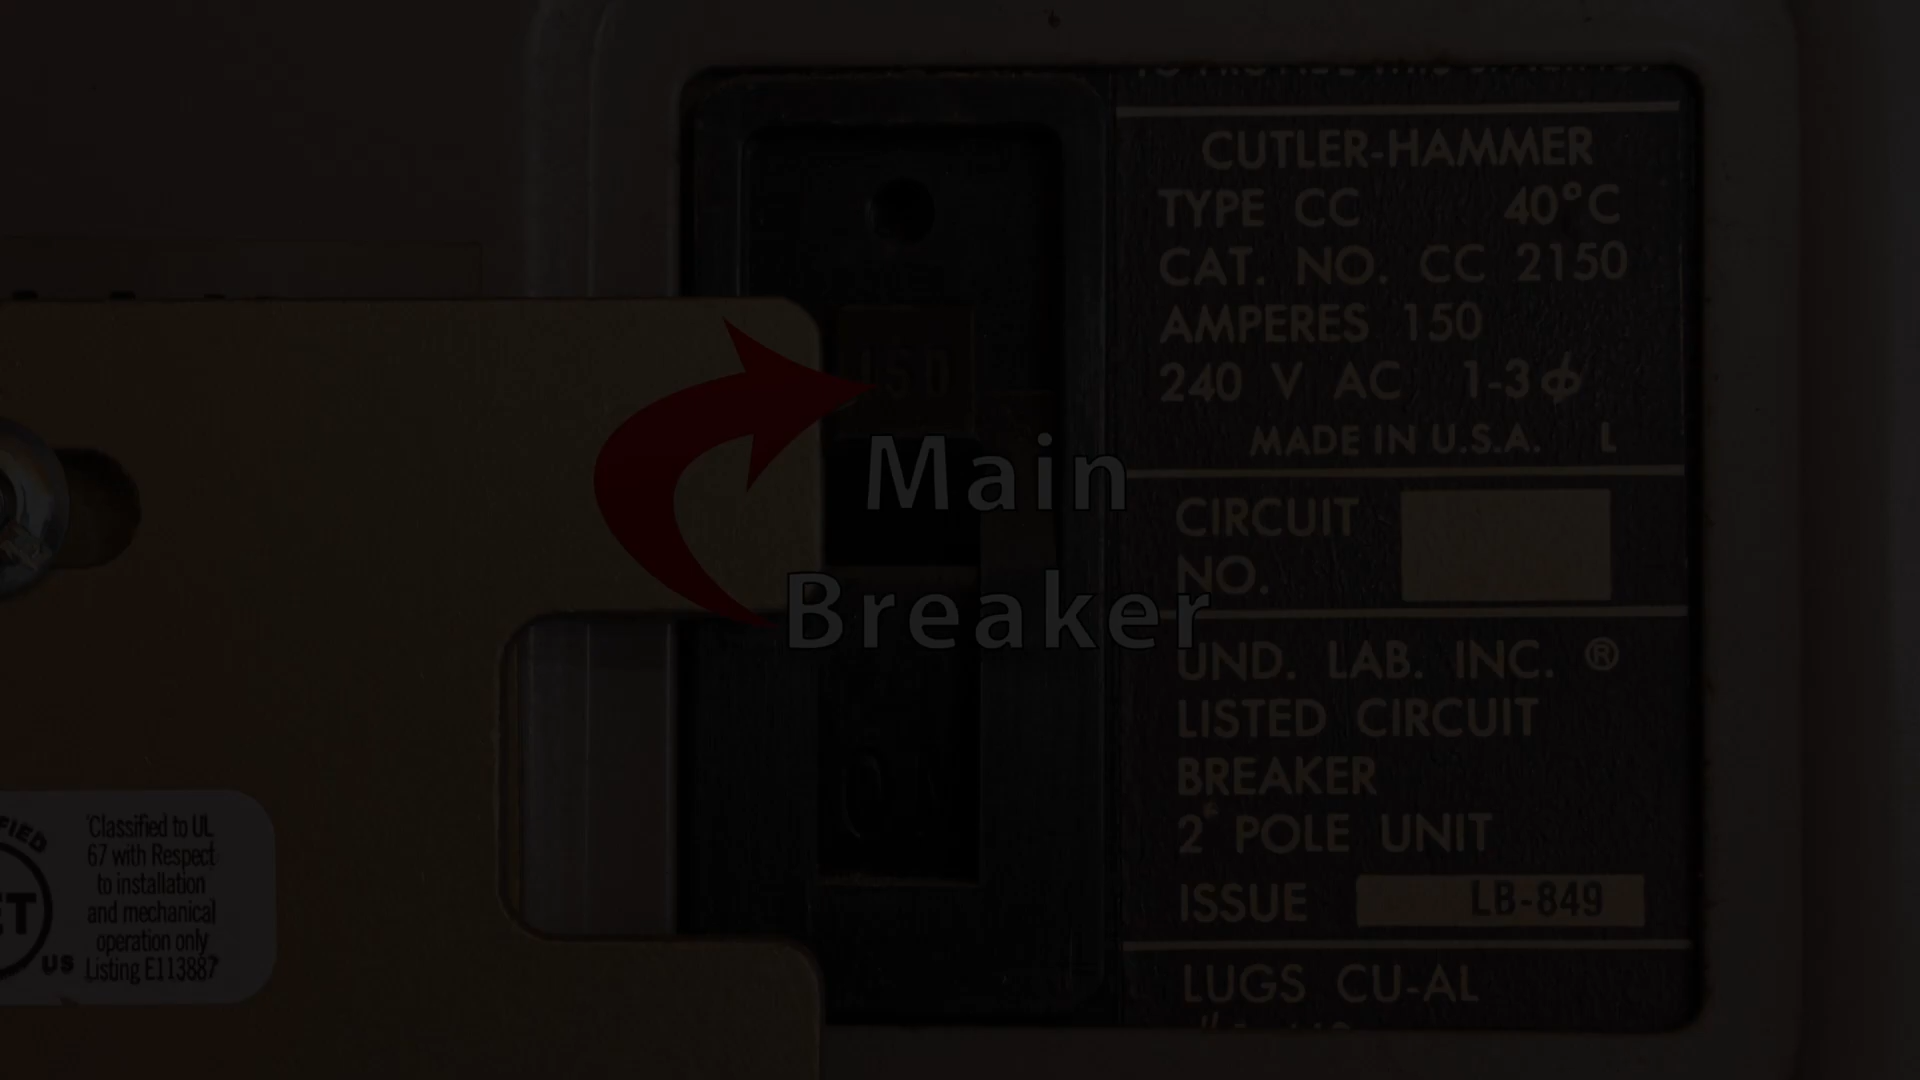 CUTLER-HAMMER
TYPE CC 40°C
CAT. NO. CC 2150
AMPERES 150
240 V AC 1-3ϕ
MADE IN U.S.A. L
CIRCUIT
NO.
UND. LAB. INC. ®
LISTED CIRCUIT
BREAKER
2 POLE UNIT
ISSUE LB-849
LUGS CU-AL
150
Main
Breaker
ON
Classified to UL
67 with Respect
to installation
and mechanical
operation only
Listing E113887
US